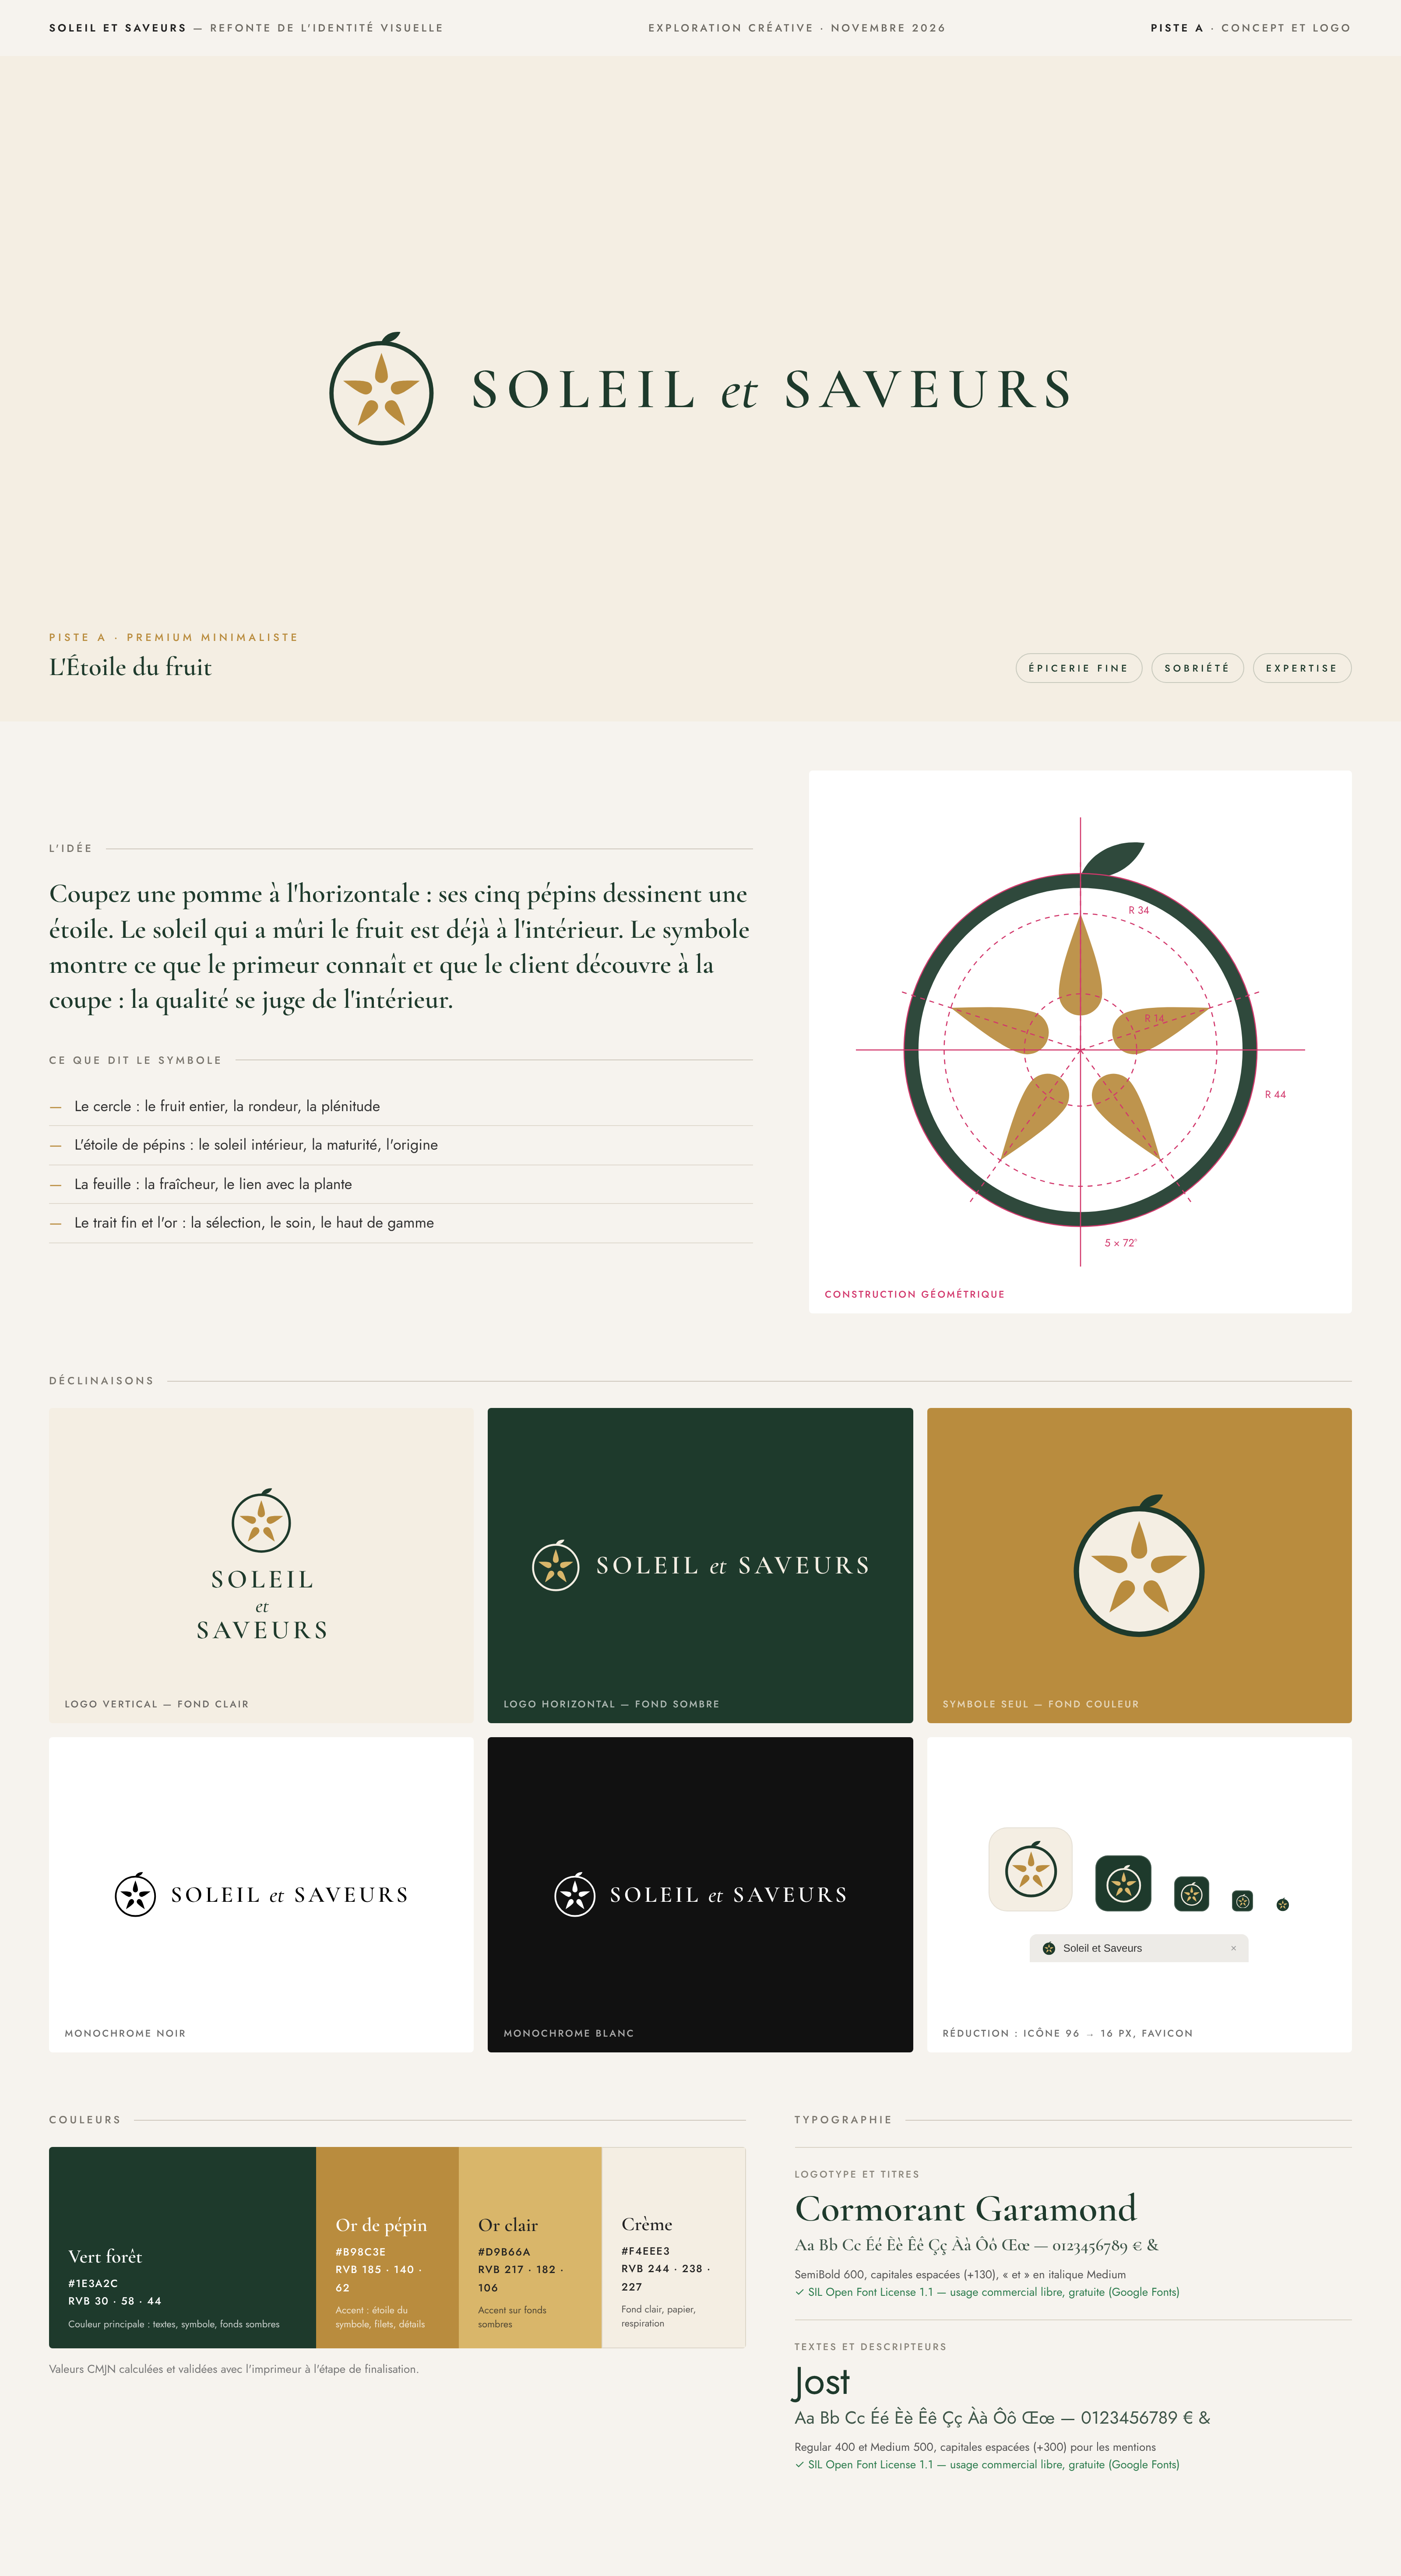 SOLEIL ET SAVEURS — REFONTE DE L'IDENTITÉ VISUELLE
EXPLORATION CRÉATIVE · NOVEMBRE 2026
PISTE A · CONCEPT ET LOGO
SOLEIL et SAVEURS
PISTE A · PREMIUM MINIMALISTE
L'Étoile du fruit
ÉPICERIE FINE
SOBRIÉTÉ
EXPERTISE
L'IDÉE
Coupez une pomme à l'horizontale : ses cinq pépins dessinent une
étoile. Le soleil qui a mûri le fruit est déjà à l'intérieur. Le symbole
montre ce que le primeur connaît et que le client découvre à la
coupe : la qualité se juge de l'intérieur.
CE QUE DIT LE SYMBOLE
— Le cercle : le fruit entier, la rondeur, la plénitude
— L'étoile de pépins : le soleil intérieur, la maturité, l'origine
— La feuille : la fraîcheur, le lien avec la plante
— Le trait fin et l'or : la sélection, le soin, le haut de gamme
R 34
R 14
R 44
5 × 72°
CONSTRUCTION GÉOMÉTRIQUE
DÉCLINAISONS
SOLEIL
et
SAVEURS
LOGO VERTICAL — FOND CLAIR
SOLEIL et SAVEURS
LOGO HORIZONTAL — FOND SOMBRE
SYMBOLE SEUL — FOND COULEUR
SOLEIL et SAVEURS
MONOCHROME NOIR
SOLEIL et SAVEURS
MONOCHROME BLANC
Soleil et Saveurs ×
RÉDUCTION : ICÔNE 96 → 16 PX, FAVICON
COULEURS
Vert forêt
#1E3A2C
RVB 30 · 58 · 44
Couleur principale : textes, symbole, fonds sombres
Or de pépin
#B98C3E
RVB 185 · 140 ·
62
Accent : étoile du
symbole, filets, détails
Or clair
#D9B66A
RVB 217 · 182 ·
106
Accent sur fonds
sombres
Crème
#F4EEE3
RVB 244 · 238 ·
227
Fond clair, papier,
respiration
Valeurs CMJN calculées et validées avec l'imprimeur à l'étape de finalisation.
TYPOGRAPHIE
LOGOTYPE ET TITRES
Cormorant Garamond
Aa Bb Cc Éé Èè Êê Çç Àà Ôô Œœ — 0123456789 € &
SemiBold 600, capitales espacées (+130), « et » en italique Medium
✓ SIL Open Font License 1.1 — usage commercial libre, gratuite (Google Fonts)
TEXTES ET DESCRIPTEURS
Jost
Aa Bb Cc Éé Èè Êê Çç Àà Ôô Œœ — 0123456789 € &
Regular 400 et Medium 500, capitales espacées (+300) pour les mentions
✓ SIL Open Font License 1.1 — usage commercial libre, gratuite (Google Fonts)